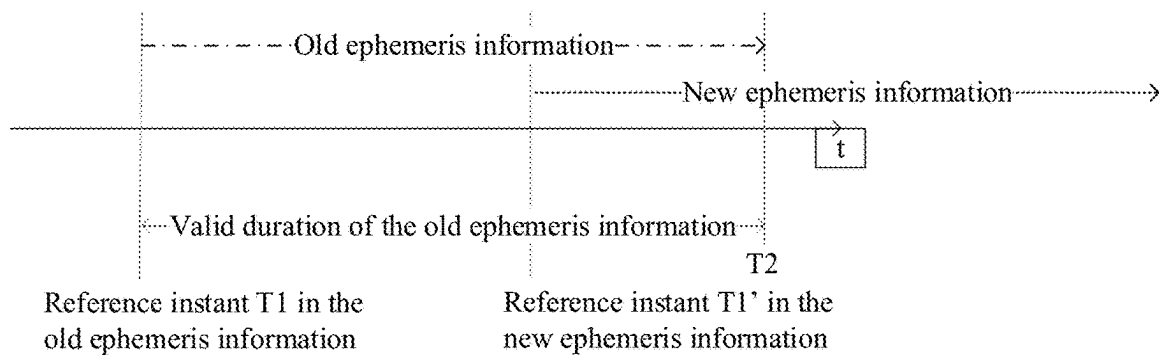 Old ephemeris information
New ephemeris information
t
Valid duration of the old ephemeris information
T2
Reference instant T1 in the
old ephemeris information
Reference instant T1’ in the
new ephemeris information